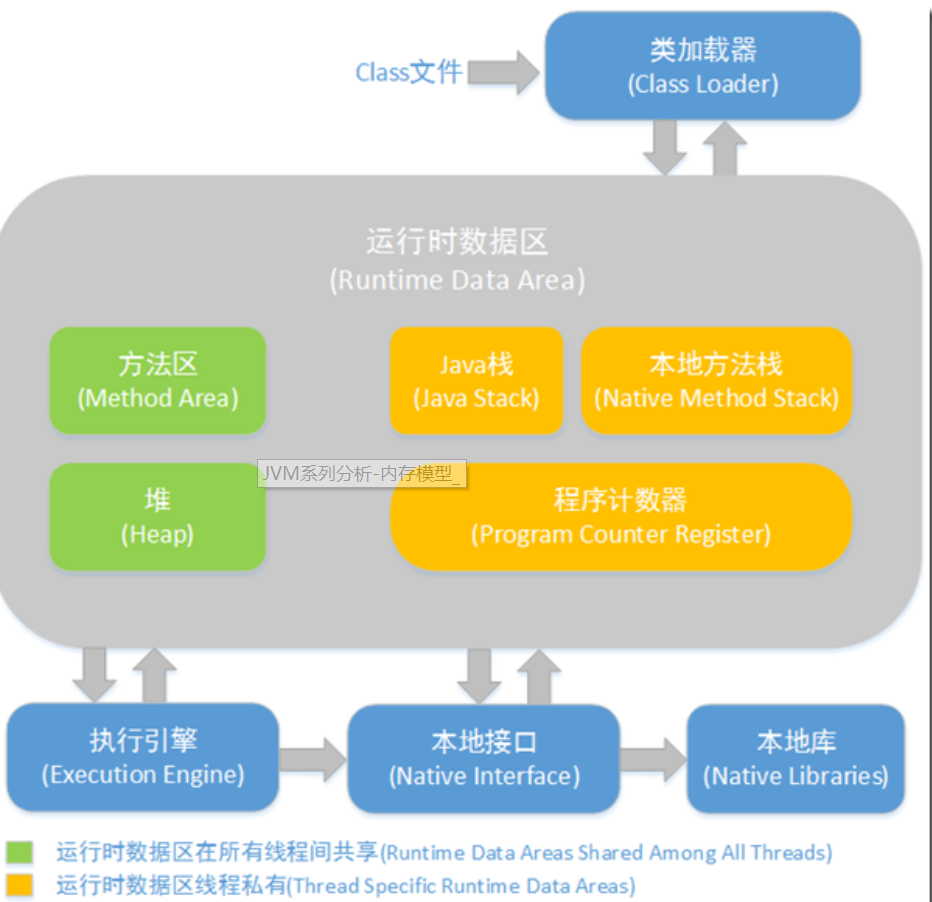 Class文件
类加载器
(Class Loader)
运行时数据区
(Runtime Data Area)
方法区
(Method Area)
Java栈
(Java Stack)
本地方法栈
(Native Method Stack)
JVM系列分析-内存模型_
堆
(Heap)
程序计数器
(Program Counter Register)
执行引擎
(Execution Engine)
本地接口
(Native Interface)
本地库
(Native Libraries)
运行时数据区在所有线程间共享(Runtime Data Areas Shared Among All Threads)
运行时数据区线程私有(Thread Specific Runtime Data Areas)